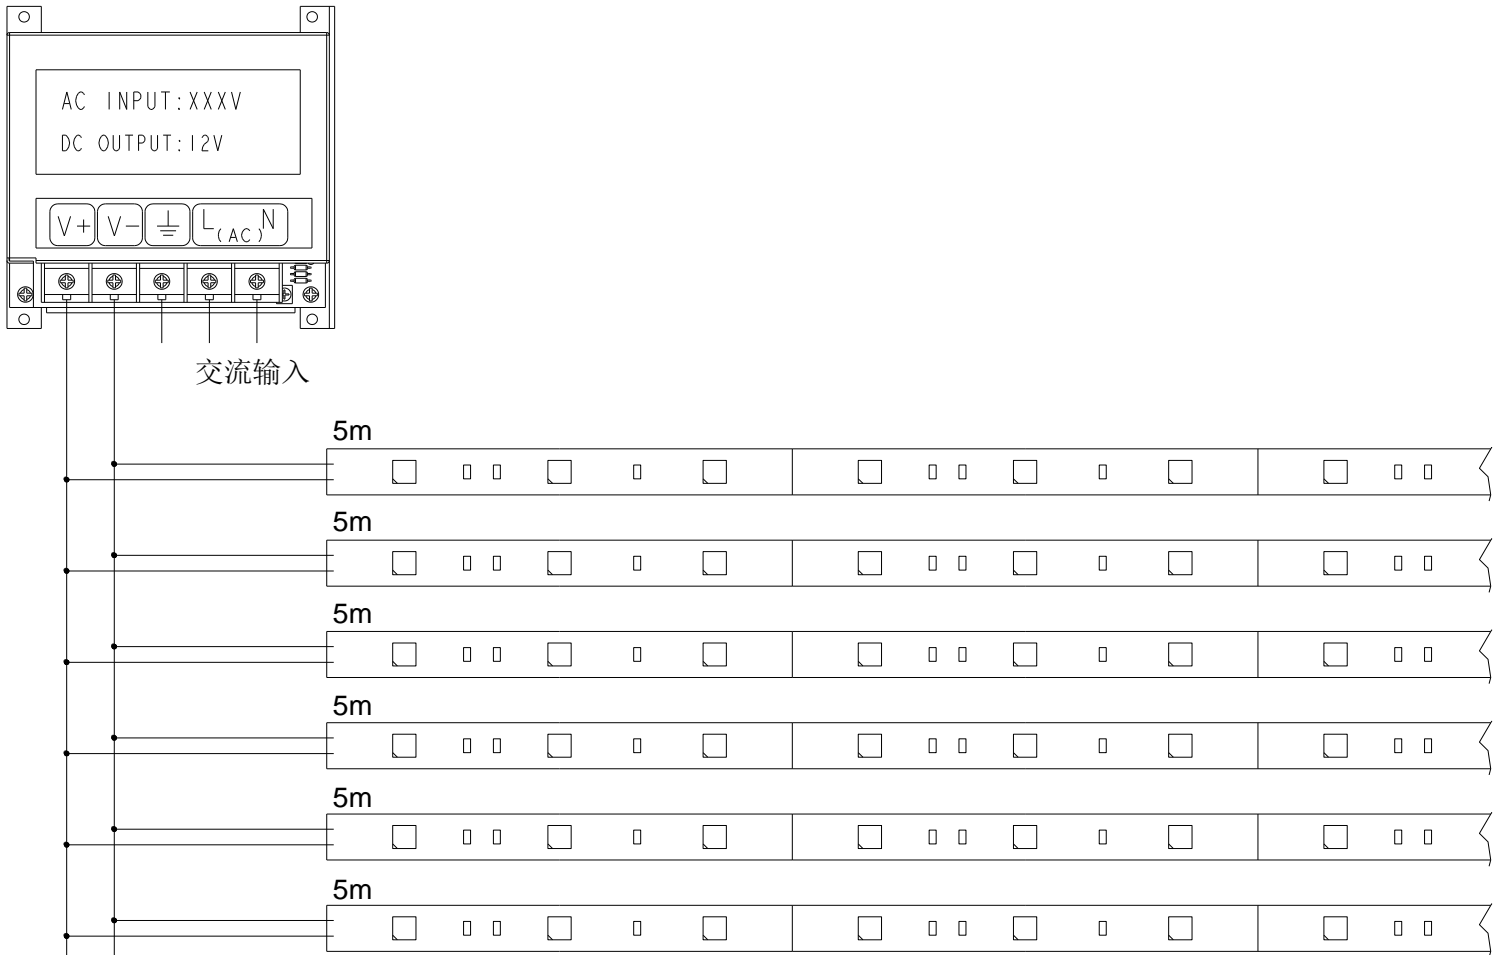 AC INPUT:XXXV
DC OUTPUT:12V
V+ V- L(AC)N
交流输入
5m
5m
5m
5m
5m
5m